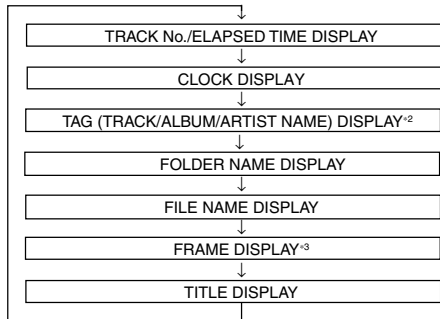 TRACK No./ELAPSED TIME DISPLAY
CLOCK DISPLAY
TAG (TRACK/ALBUM/ARTIST NAME) DISPLAY*2
FOLDER NAME DISPLAY
FILE NAME DISPLAY
FRAME DISPLAY*3
TITLE DISPLAY